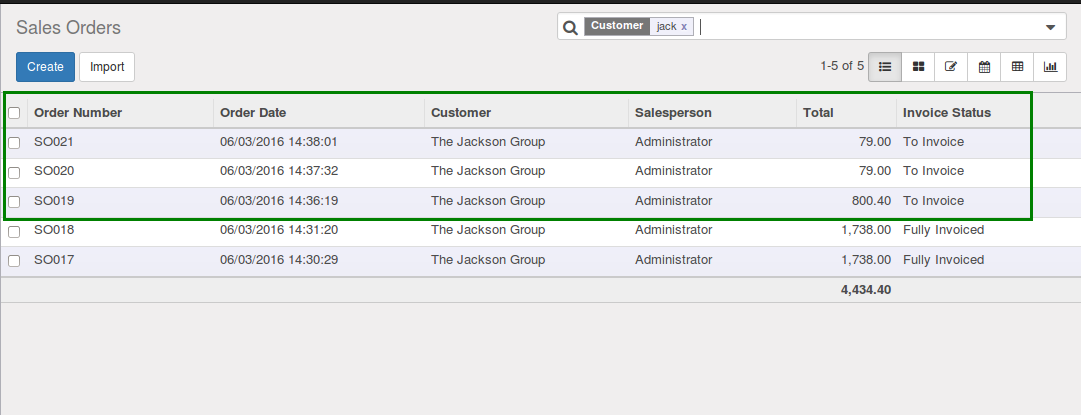 Sales Orders
Customer jack x
Create Import 1-5 of 5
Order Number Order Date Customer Salesperson Total Invoice Status
SO021 06/03/2016 14:38:01 The Jackson Group Administrator 79.00 To Invoice
SO020 06/03/2016 14:37:32 The Jackson Group Administrator 79.00 To Invoice
SO019 06/03/2016 14:36:19 The Jackson Group Administrator 800.40 To Invoice
SO018 06/03/2016 14:31:20 The Jackson Group Administrator 1,738.00 Fully Invoiced
SO017 06/03/2016 14:30:29 The Jackson Group Administrator 1,738.00 Fully Invoiced
4,434.40